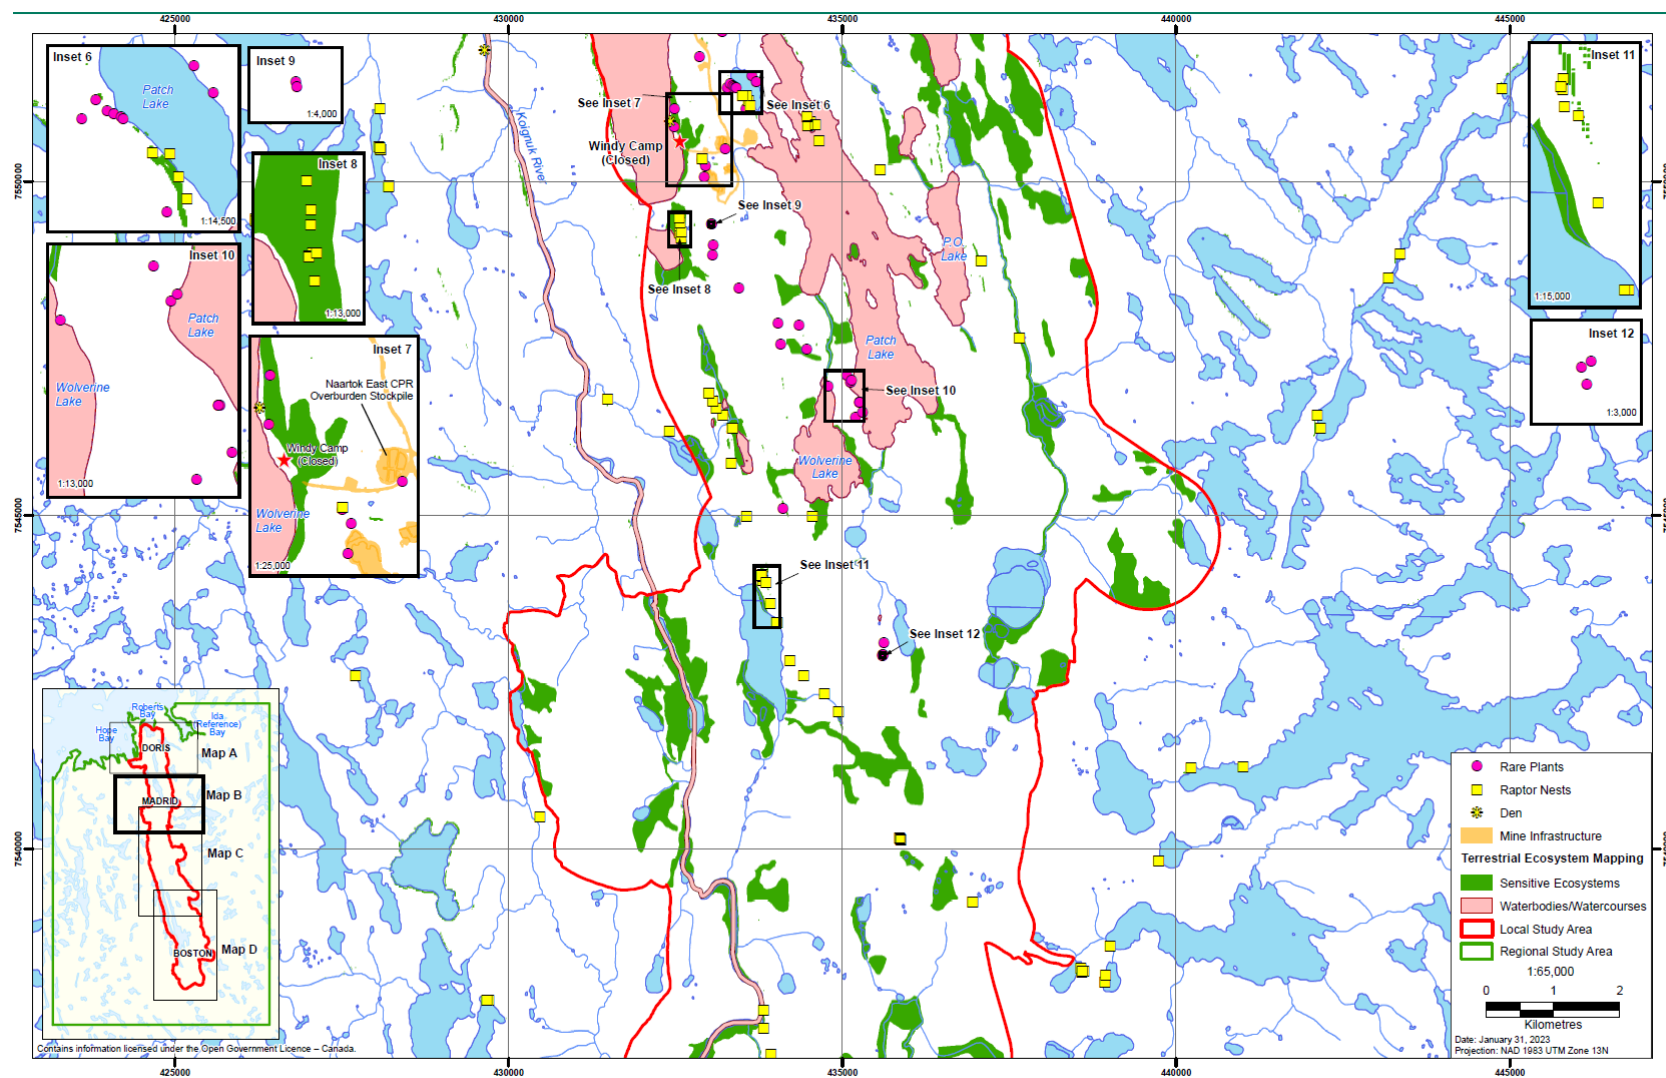 425000
430000
435000
440000
445000
Inset 6
Patch
Lake
1:14,500
Inset 9
1:4,000
Inset 8
1:13,000
Inset 10
Patch
Lake
Wolverine
Lake
1:13,000
Inset 7
Naartok East CPR
Overburden Stockpile
Windy Camp
(Closed)
Wolverine
Lake
1:25,000
Koignuk River
See Inset 7
See Inset 6
Windy Camp
(Closed)
See Inset 9
See Inset 8
P.O.
Lake
Patch
Lake
See Inset 10
Wolverine
Lake
See Inset 11
See Inset 12
Inset 11
1:15,000
Inset 12
1:3,000
7550000
7545000
Roberts
Bay
Hope
Bay
Ida
(Reference)
Bay
DORIS
Map A
MADRID
Map B
Map C
BOSTON
Map D
Contains information licensed under the Open Government Licence – Canada.
Rare Plants
Raptor Nests
Den
Mine Infrastructure
Terrestrial Ecosystem Mapping
Sensitive Ecosystems
Waterbodies/Watercourses
Local Study Area
Regional Study Area
1:65,000
0 1 2
Kilometres
Date: January 31, 2023
Projection: NAD 1983 UTM Zone 13N
7540000
425000
430000
435000
440000
445000